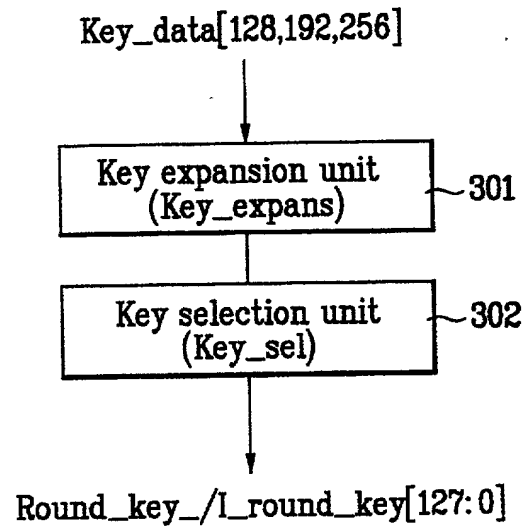 Key_data[128,192,256]
Key expansion unit
(Key_expans)
301
Key selection unit
(Key_sel)
302
Round_key_/I_round_key[127:0]